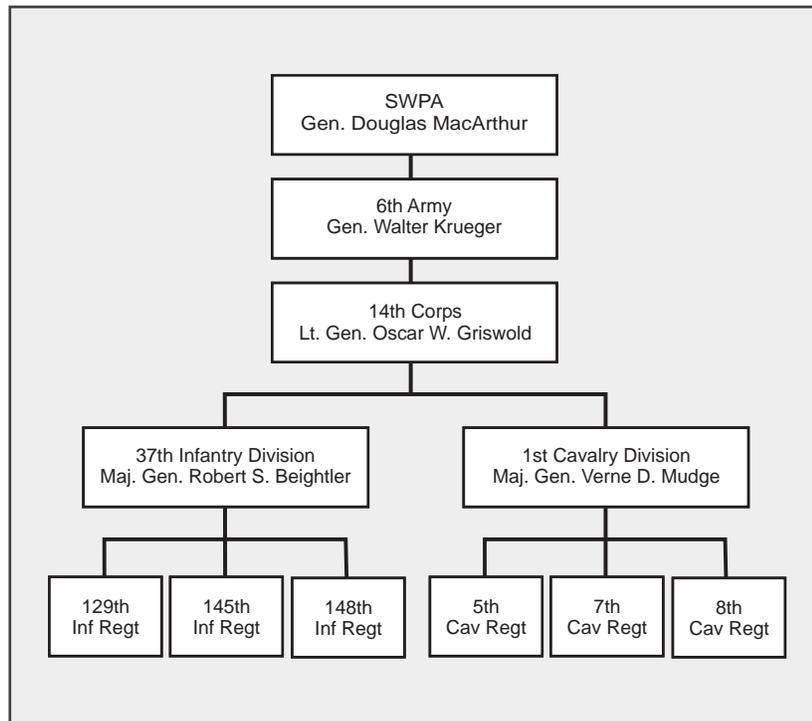 SWPA
Gen. Douglas MacArthur
6th Army
Gen. Walter Krueger
14th Corps
Lt. Gen. Oscar W. Griswold
37th Infantry Division
Maj. Gen. Robert S. Beightler
1st Cavalry Division
Maj. Gen. Verne D. Mudge
129th
Inf Regt
145th
Inf Regt
148th
Inf Regt
5th
Cav Regt
7th
Cav Regt
8th
Cav Regt